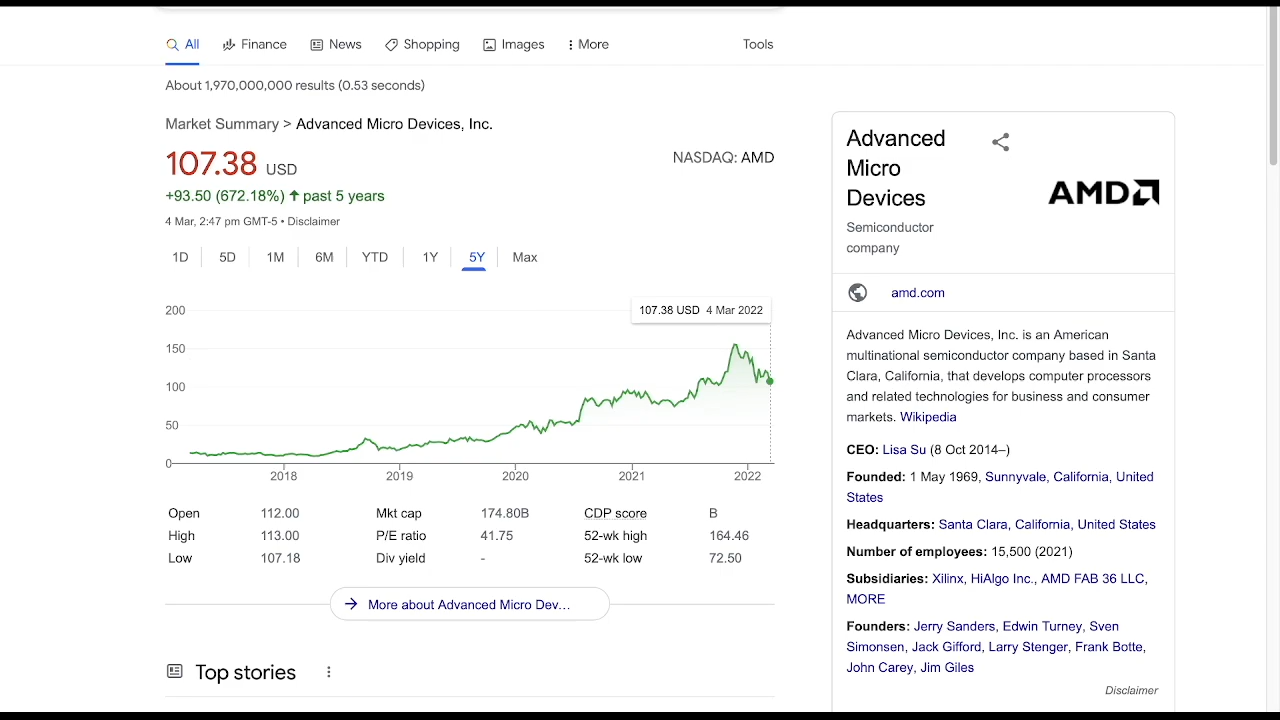 All Finance News Shopping Images More Tools
About 1,970,000,000 results (0.53 seconds)
Market Summary > Advanced Micro Devices, Inc.
107.38 USD
NASDAQ: AMD
+93.50 (672.18%) ↑ past 5 years
4 Mar, 2:47 pm GMT-5 • Disclaimer
1D 5D 1M 6M YTD 1Y 5Y Max
107.38 USD 4 Mar 2022
200
150
100
50
0
2018 2019 2020 2021 2022
Open 112.00 Mkt cap 174.80B CDP score B
High 113.00 P/E ratio 41.75 52-wk high 164.46
Low 107.18 Div yield - 52-wk low 72.50
More about Advanced Micro Dev…
Top stories
Advanced
Micro
Devices
AMD
Semiconductor
company
amd.com
Advanced Micro Devices, Inc. is an American
multinational semiconductor company based in Santa
Clara, California, that develops computer processors
and related technologies for business and consumer
markets. Wikipedia
CEO: Lisa Su (8 Oct 2014–)
Founded: 1 May 1969, Sunnyvale, California, United
States
Headquarters: Santa Clara, California, United States
Number of employees: 15,500 (2021)
Subsidiaries: Xilinx, HiAlgo Inc., AMD FAB 36 LLC,
MORE
Founders: Jerry Sanders, Edwin Turney, Sven
Simonsen, Jack Gifford, Larry Stenger, Frank Botte,
John Carey, Jim Giles
Disclaimer